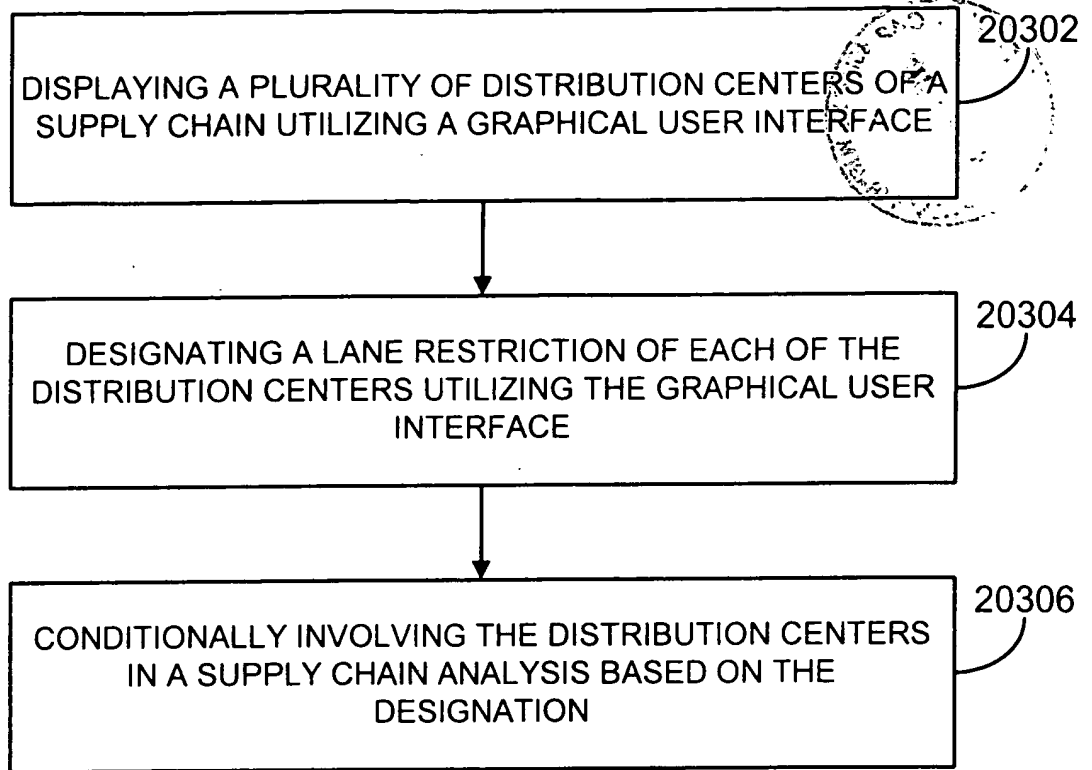 20302
DISPLAYING A PLURALITY OF DISTRIBUTION CENTERS OF A
SUPPLY CHAIN UTILIZING A GRAPHICAL USER INTERFACE
20304
DESIGNATING A LANE RESTRICTION OF EACH OF THE
DISTRIBUTION CENTERS UTILIZING THE GRAPHICAL USER
INTERFACE
20306
CONDITIONALLY INVOLVING THE DISTRIBUTION CENTERS
IN A SUPPLY CHAIN ANALYSIS BASED ON THE
DESIGNATION